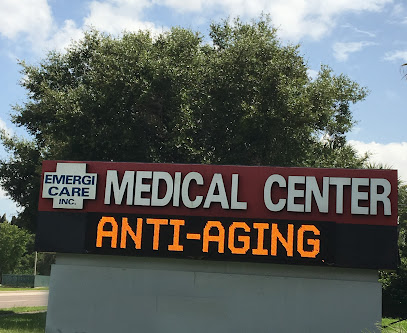 EMERGI
CARE
INC.
MEDICAL CENTER
ANTI-AGING